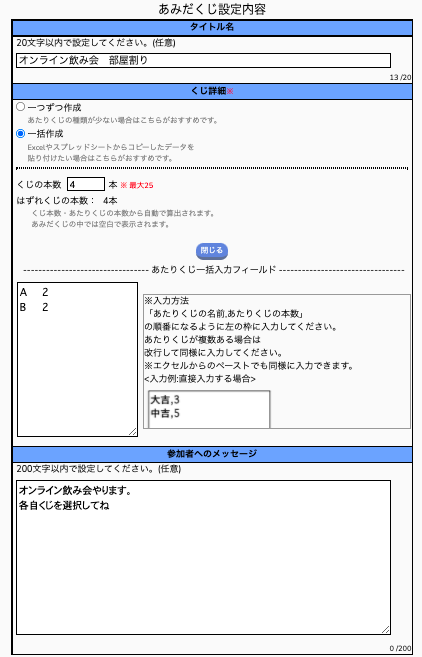 あみだくじ設定内容
タイトル名
20文字以内で設定してください。(任意)
オンライン飲み会　部屋割り
13 /20
くじ詳細※
一つずつ作成
あたりくじの種類が少ない場合はこちらがおすすめです。
一括作成
Excelやスプレッドシートからコピーしたデータを
貼り付けたい場合はこちらがおすすめです。
くじの本数 4 本 ※ 最大25
はずれくじの本数： 4本
くじ本数・あたりくじの本数から自動で算出されます。
あみだくじの中では空白で表示されます。
閉じる
------------------------------- あたりくじ一括入力フィールド -------------------------------
A 2
B 2
※入力方法
「あたりくじの名前,あたりくじの本数」
の順番になるように左の枠に入力してください。
あたりくじが複数ある場合は
改行して同様に入力してください。
※エクセルからのペーストでも同様に入力できます。
<入力例:直接入力する場合>
大吉,3
中吉,5
参加者へのメッセージ
200文字以内で設定してください。(任意)
オンライン飲み会やります。
各自くじを選択してね
0 /200